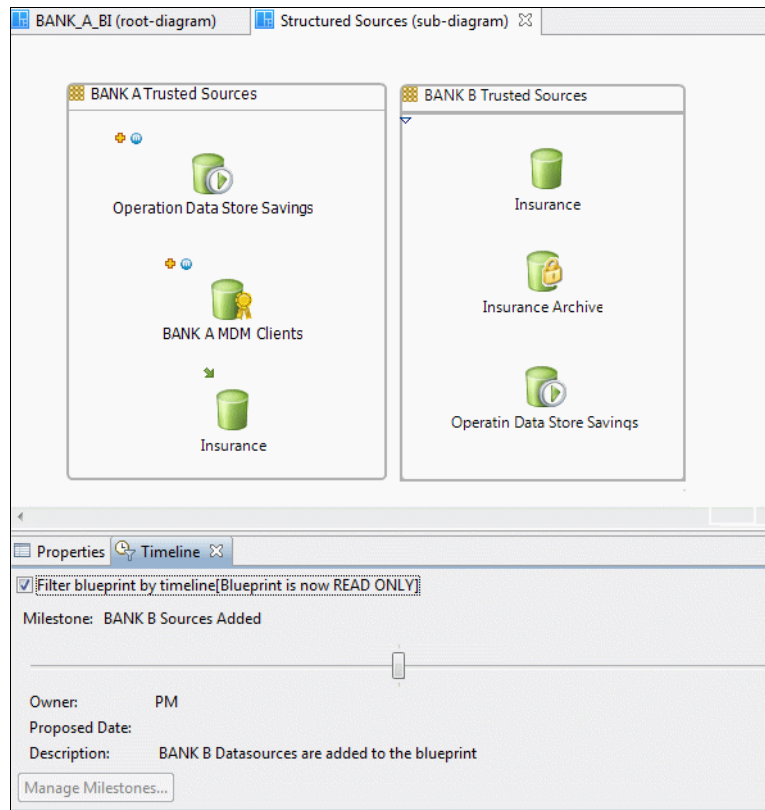 BANK_A_BI (root-diagram)
Structured Sources (sub-diagram)
BANK A Trusted Sources
BANK B Trusted Sources
Operation Data Store Savings
BANK A MDM Clients
Insurance
Insurance
Insurance Archive
Operatin Data Store Savings
Properties
Timeline
Filter blueprint by timeline[Blueprint is now READ ONLY]
Milestone: BANK B Sources Added
Owner: PM
Proposed Date:
Description: BANK B Datasources are added to the blueprint
Manage Milestones...